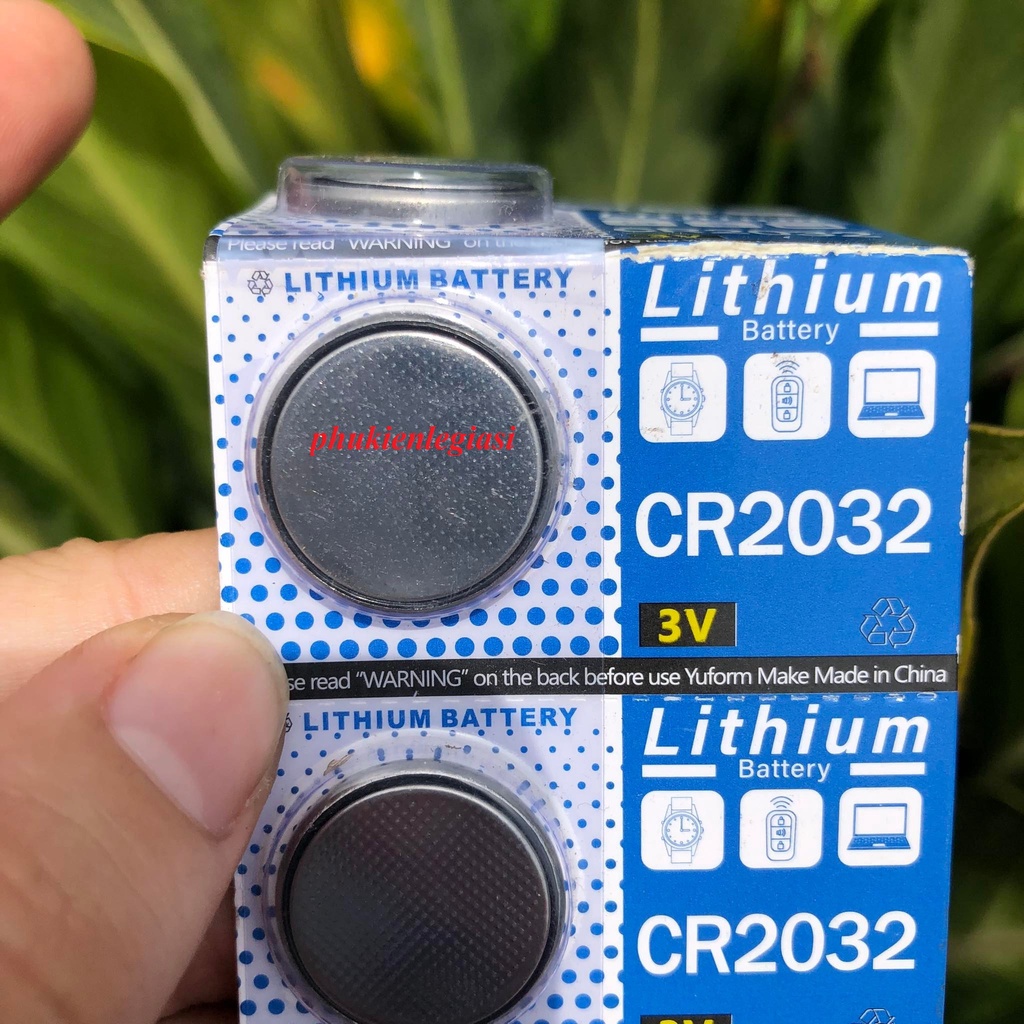 Please read "WARNING" on the
LITHIUM BATTERY
Lithium
Battery
phukienlegiasi
CR2032
3V
se read “WARNING” on the back before use Yuform Make Made in China
LITHIUM BATTERY
Lithium
Battery
CR2032
3V